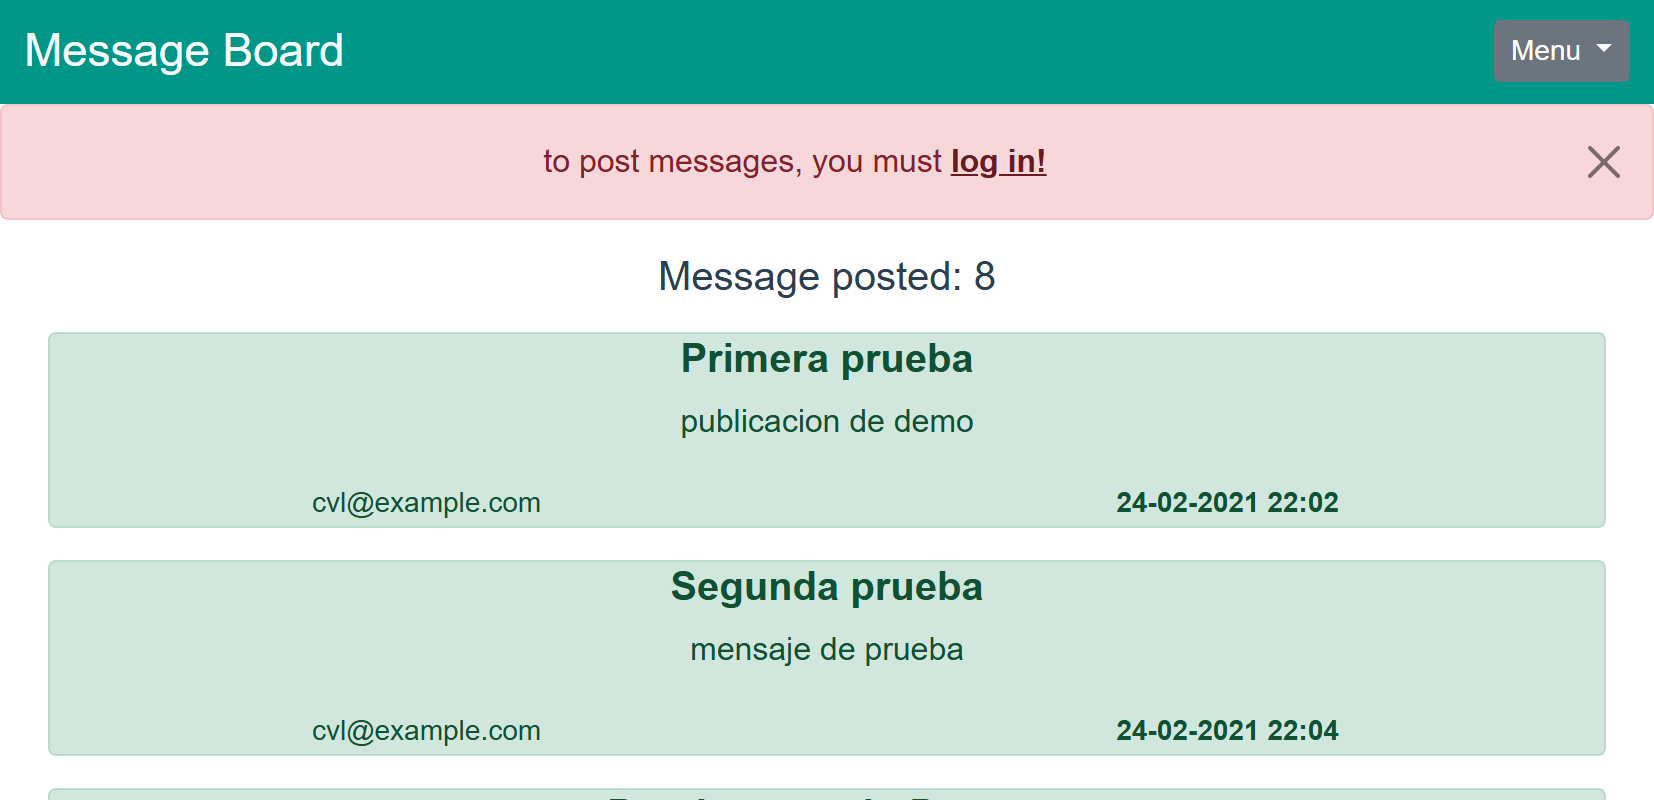 Message Board
Menu
to post messages, you must log in!
Message posted: 8
Primera prueba
publicacion de demo
cvl@example.com 24-02-2021 22:02
Segunda prueba
mensaje de prueba
cvl@example.com 24-02-2021 22:04